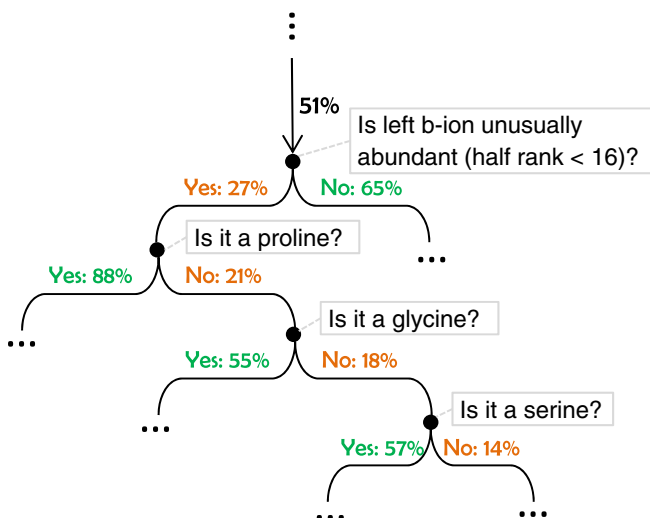 ...
51%
Is left b-ion unusually
abundant (half rank < 16)?
Yes: 27%
No: 65%
...
Is it a proline?
Yes: 88%
No: 21%
...
Is it a glycine?
Yes: 55%
No: 18%
...
Is it a serine?
Yes: 57%
No: 14%
...
...